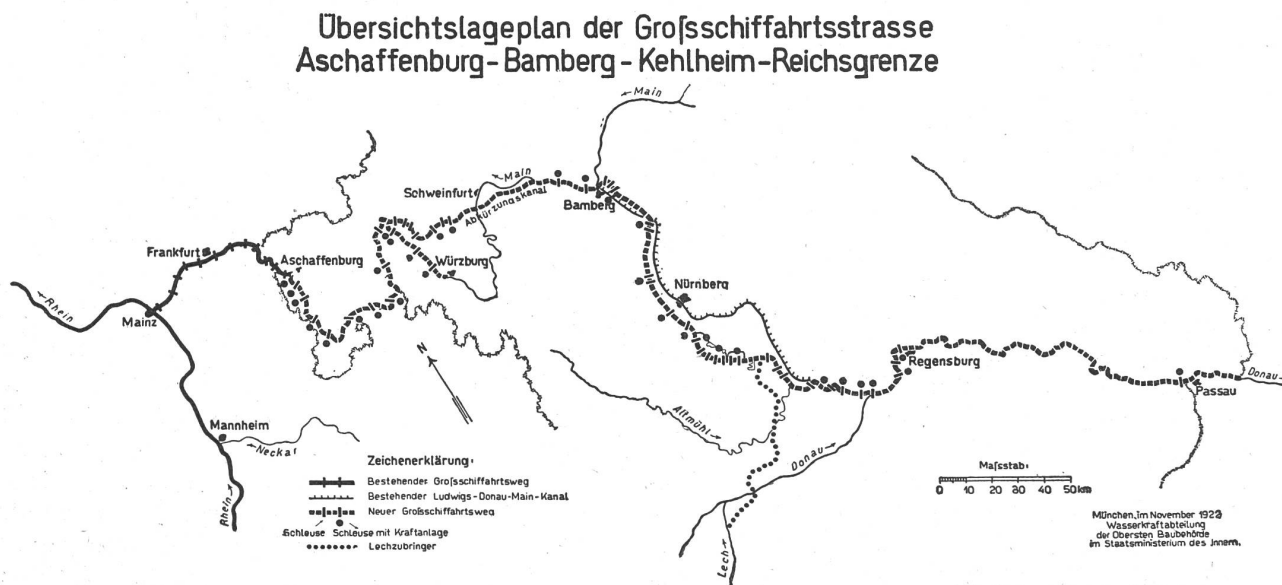 Übersichtslageplan der Großschiffahrtsstrasse
Aschaffenburg-Bamberg-Kehlheim-Reichsgrenze
Main
Schweinfurt
Main
Abkürzungskanal
Bamberg
Frankfurt
Aschaffenburg
Würzburg
Nürnberg
Rhein
Mainz
N
Regensburg
Donau
Passau
Altmühl
Mannheim
Neckar
Donau
Rhein
Lech
Zeichenerklärung:
Bestehender Großschiffahrtsweg
Bestehender Ludwigs-Donau-Main-Kanal
Neuer Großschiffahrtsweg
Schleuse Schleuse mit Kraftanlage
Lechzubringer
Maßstab:
0 10 20 30 40 50km
München, im November 1922
Wasserkraftabteilung
der Obersten Baubehörde
im Staatsministerium des Innern.